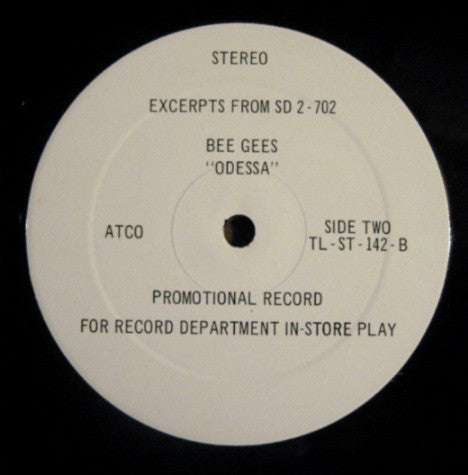 STEREO
EXCERPTS FROM SD 2-702
BEE GEES
"ODESSA"
ATCO
SIDE TWO
TL-ST-142-B
PROMOTIONAL RECORD
FOR RECORD DEPARTMENT IN-STORE PLAY